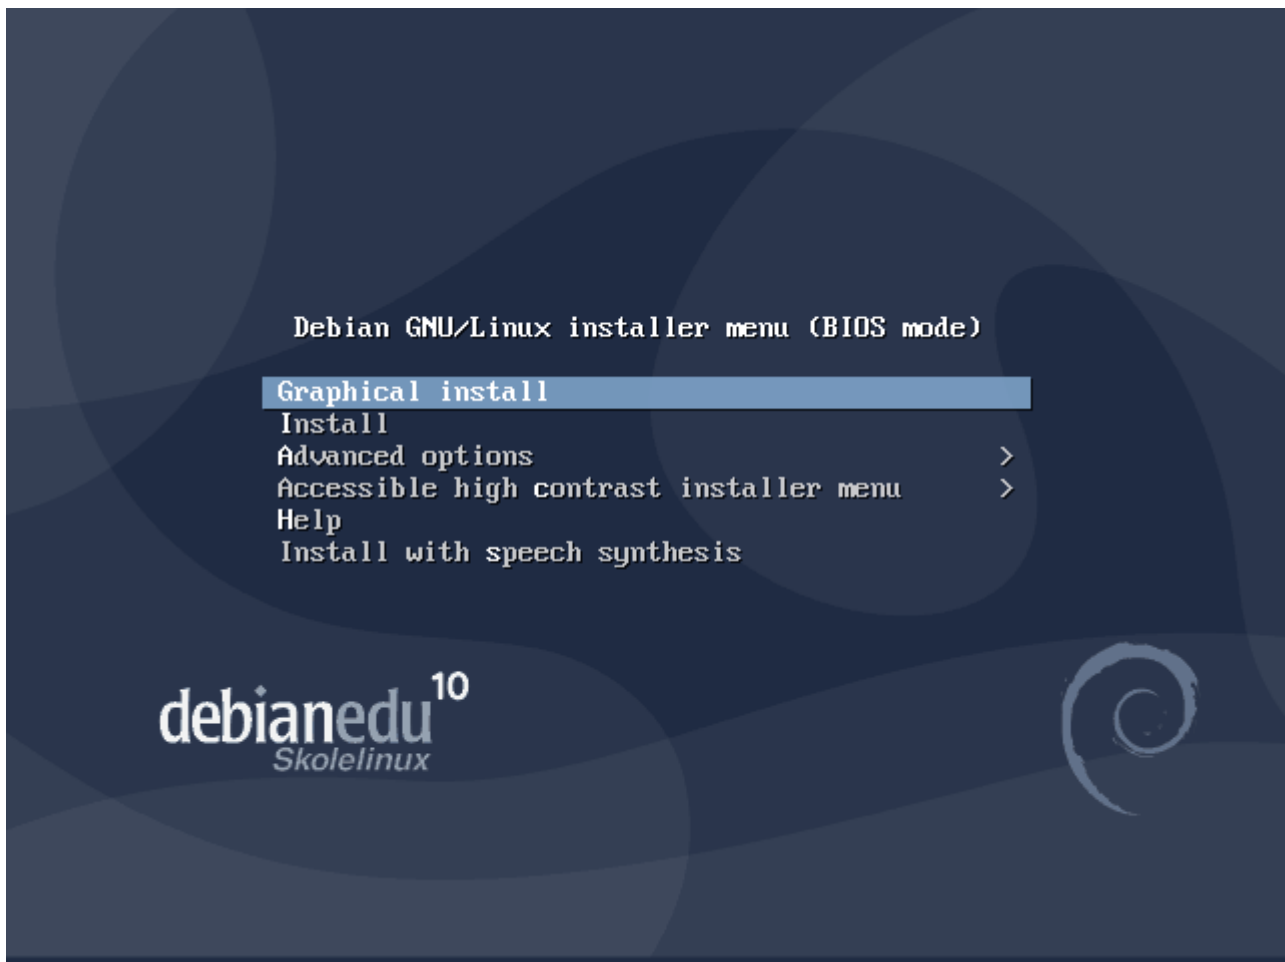 Debian GNU/Linux installer menu (BIOS mode)
Graphical install
Install
Advanced options >
Accessible high contrast installer menu >
Help
Install with speech synthesis
debianedu 10
Skolelinux